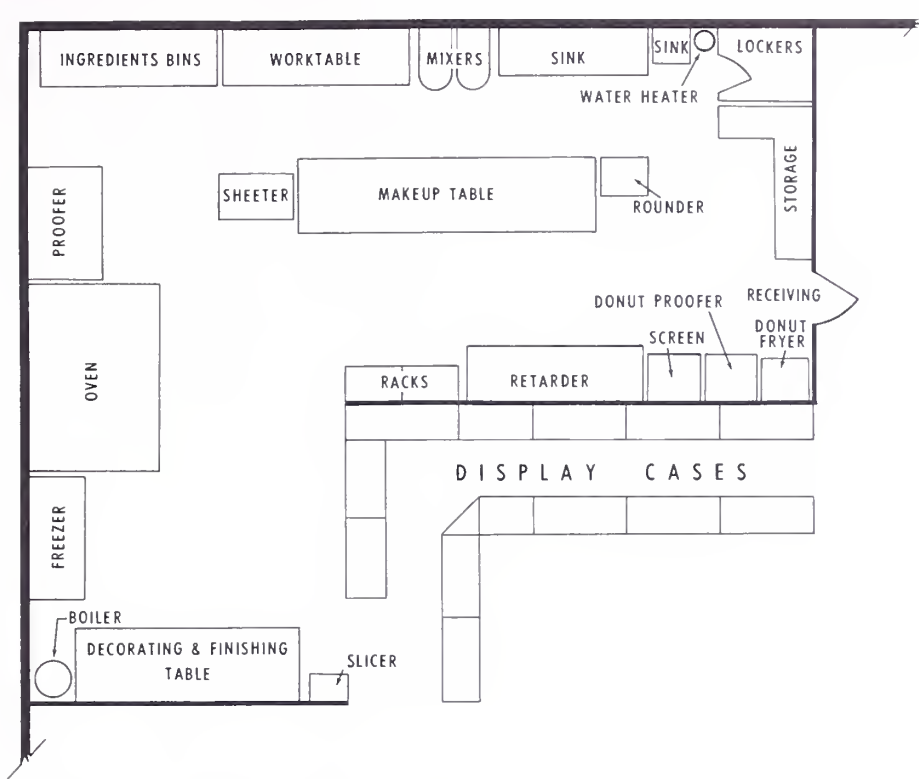 INGREDIENTS BINS
WORKTABLE
MIXERS
SINK
SINK
LOCKERS
WATER HEATER
PROOFER
SHEETER
MAKEUP TABLE
ROUNDER
STORAGE
RECEIVING
DONUT PROOFER
DONUT
FRYER
SCREEN
OVEN
RACKS
RETARDER
DISPLAY CASES
FREEZER
BOILER
DECORATING & FINISHING
TABLE
SLICER